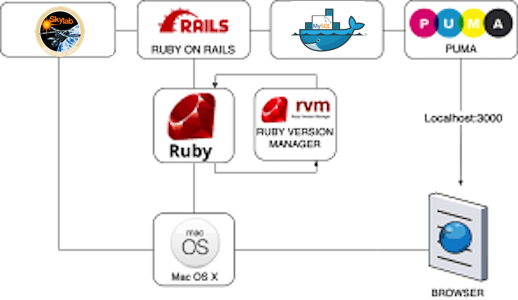 Skylab
RAILS
RUBY ON RAILS
MySQL
PUMA
PUMA
Localhost:3000
Ruby
rvm
Ruby Version Manager
RUBY VERSION
MANAGER
mac
OS
Mac OS X
BROWSER